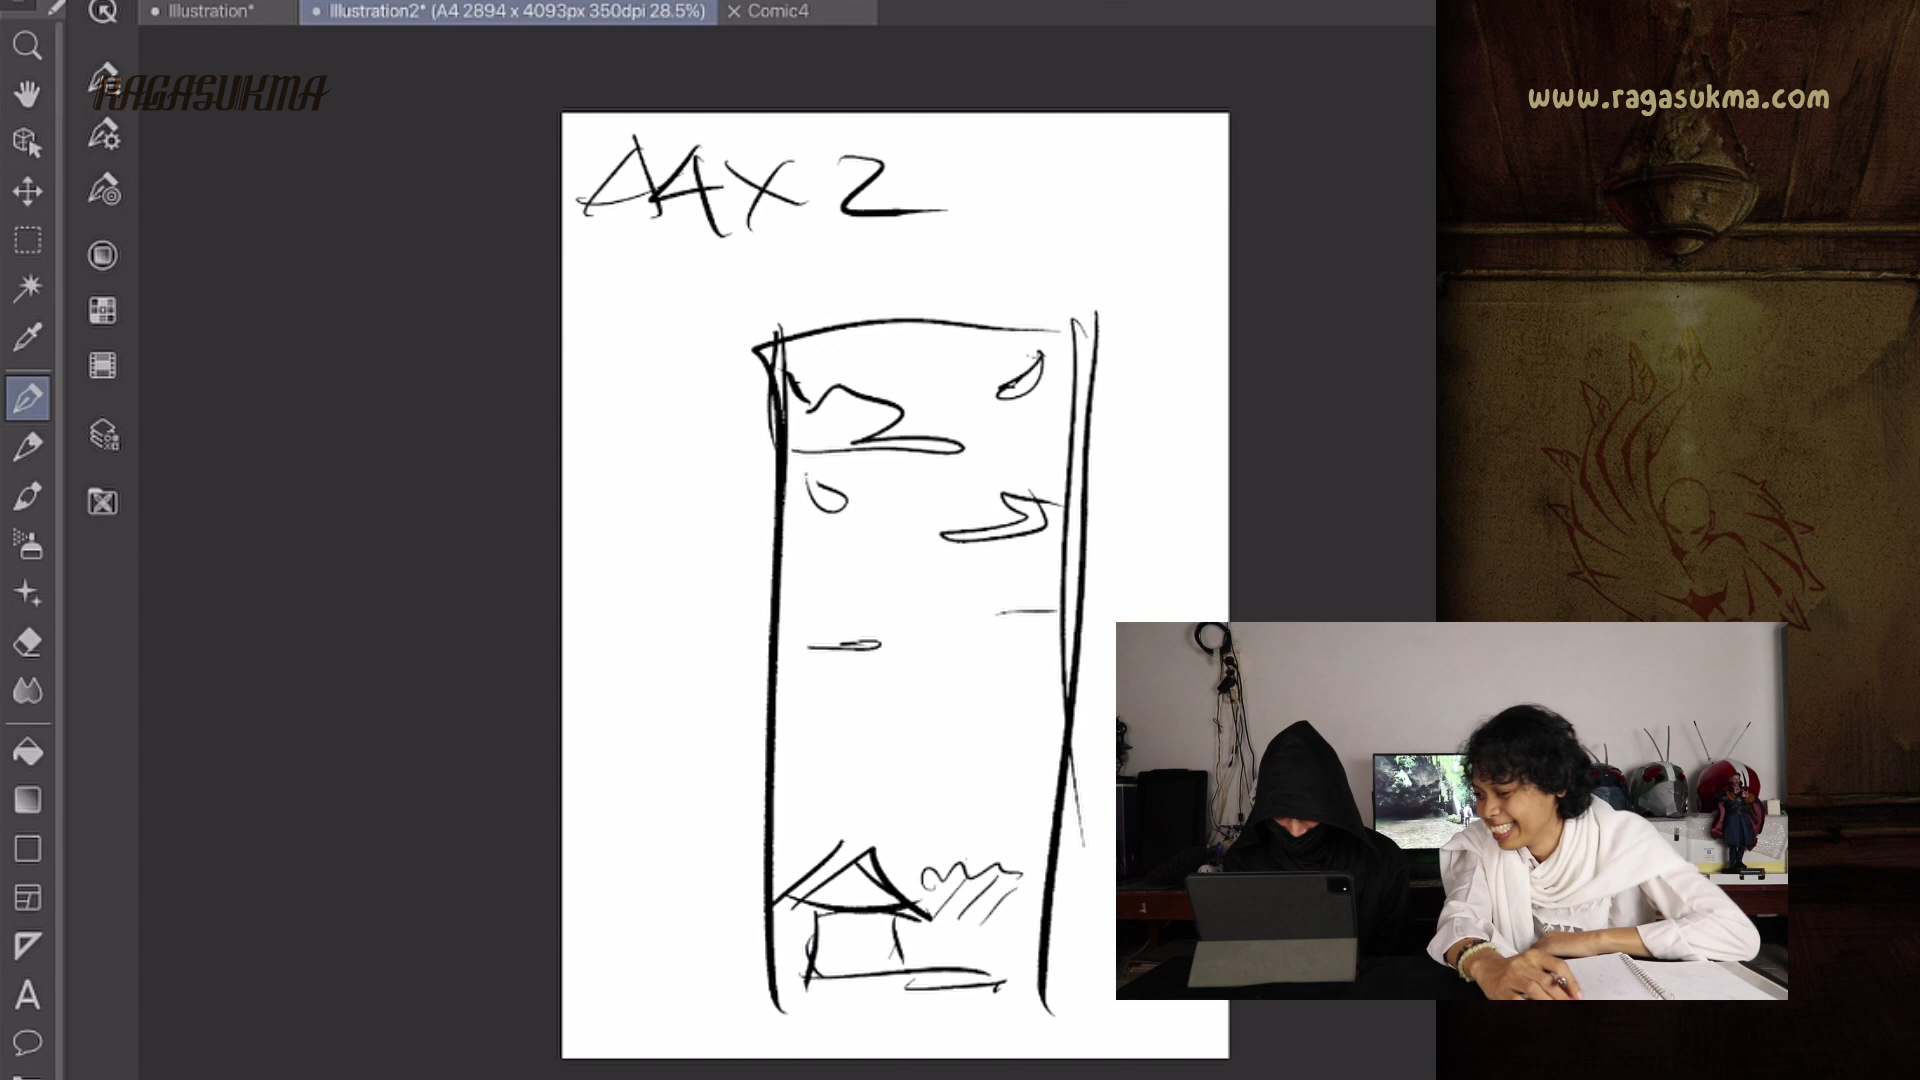 Illustration*
Illustration2* (A4 2894 x 4093px 350dpi 28.5%)
Comic4
RAGASUKMA
www.ragasukma.com
A4 X 2